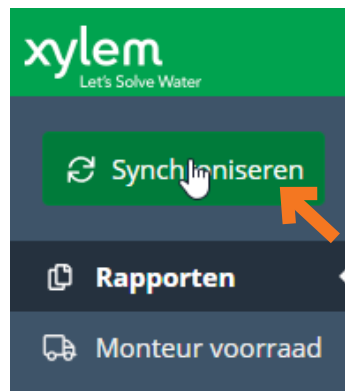 xylem
Let's Solve Water
Synchroniseren
Rapporten
Monteur voorraad